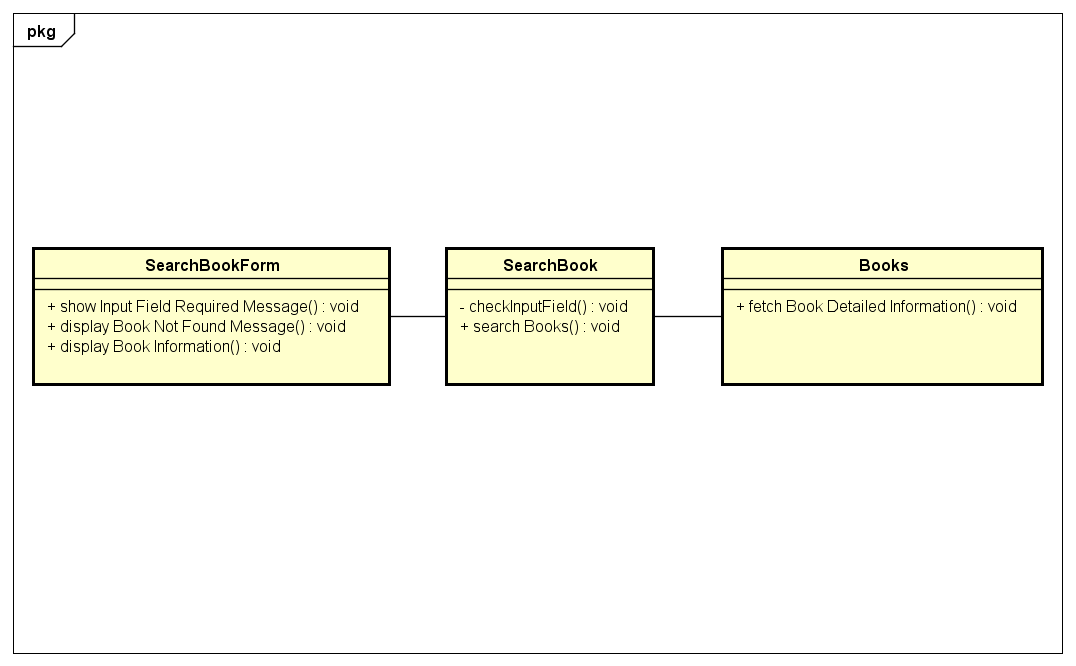 pkg
SearchBookForm
+ show Input Field Required Message() : void
+ display Book Not Found Message() : void
+ display Book Information() : void
SearchBook
- checkInputField() : void
+ search Books() : void
Books
+ fetch Book Detailed Information() : void